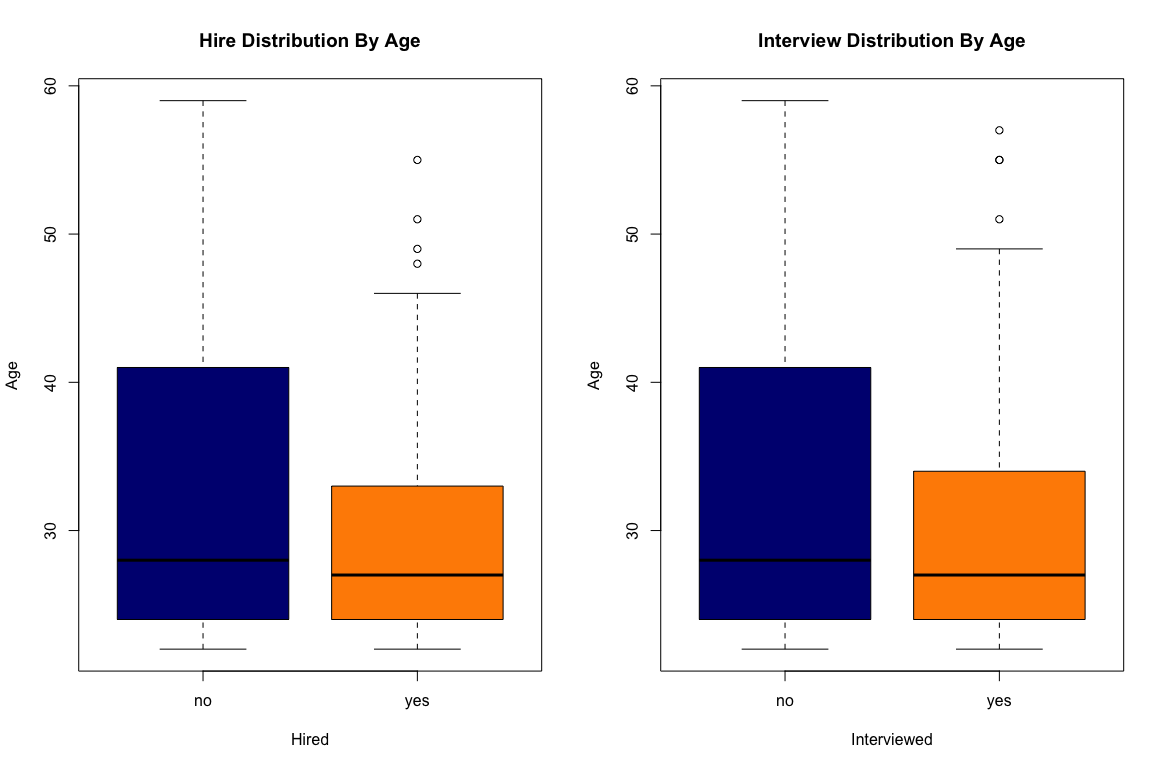 Hire Distribution By Age
60
50
40
30
Age
no
yes
Hired
Interview Distribution By Age
60
50
40
30
Age
no
yes
Interviewed